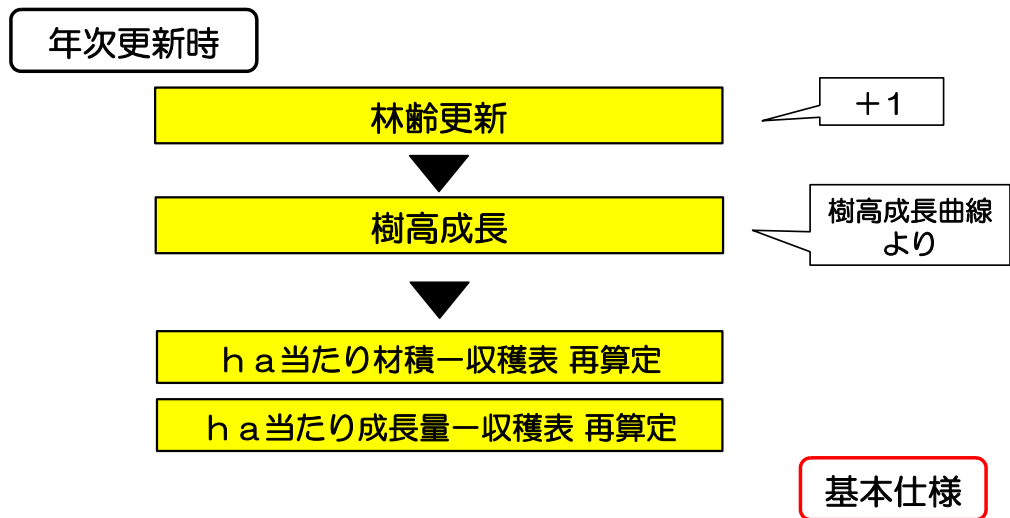 年次更新時
林齢更新
＋1
樹高成長
樹高成長曲線
より
ｈａ当たり材積ー収穫表 再算定
ｈａ当たり成長量ー収穫表 再算定
基本仕様